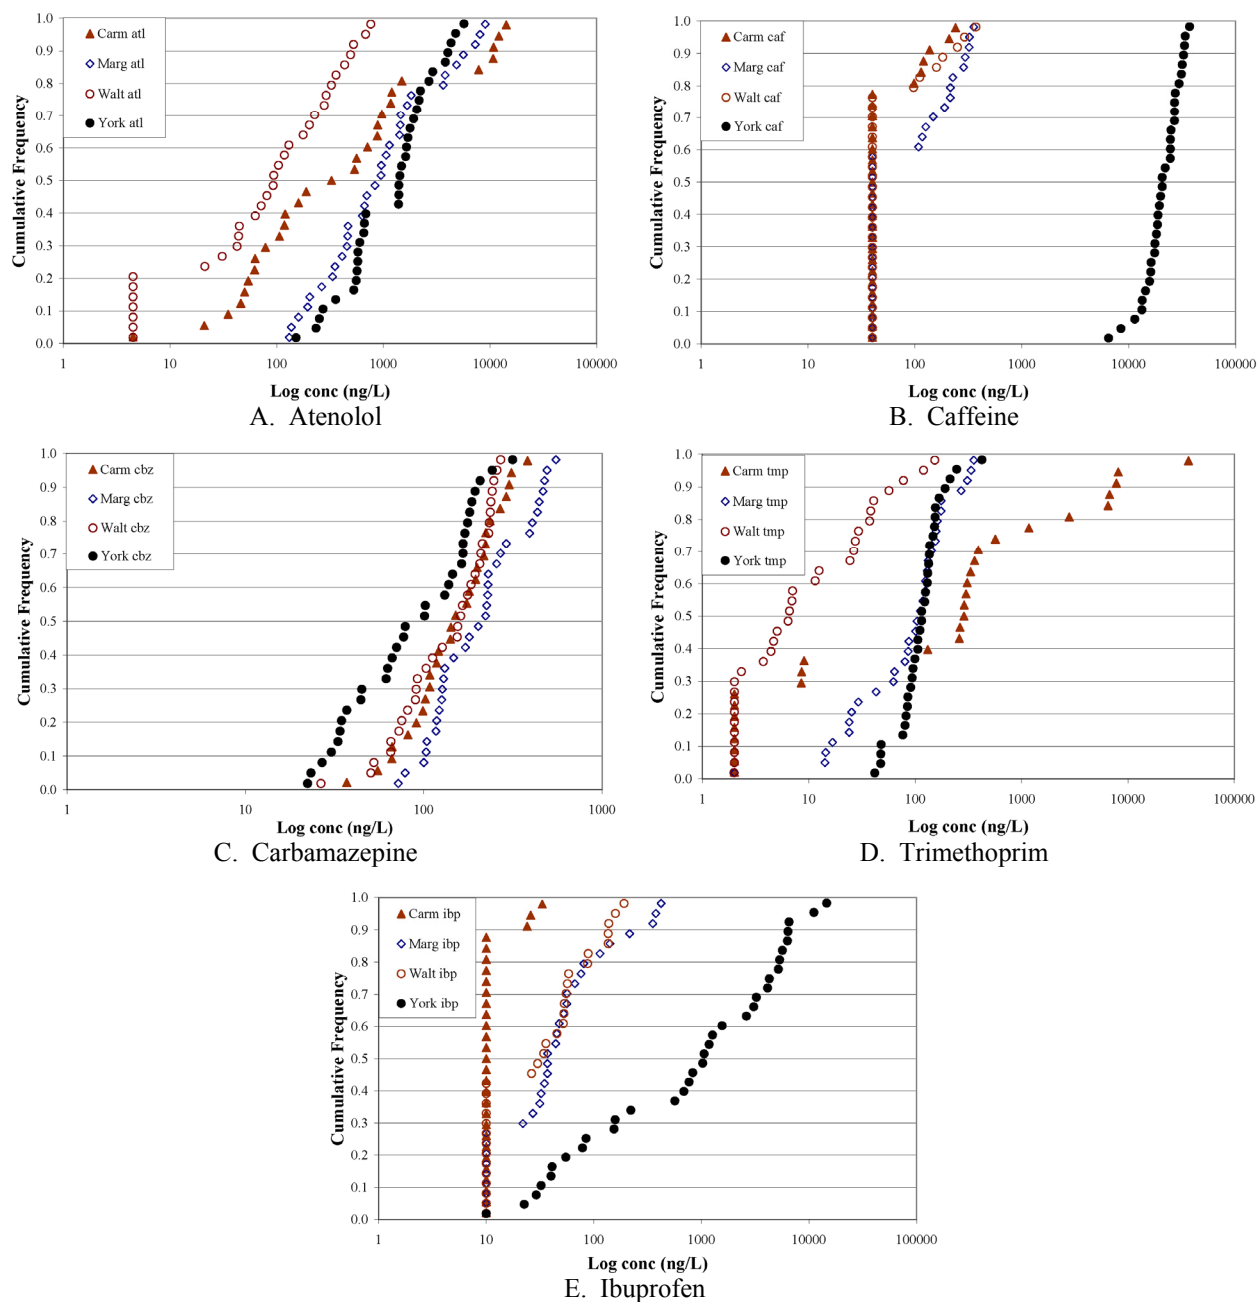 Carm atl
Marg atl
Walt atl
York atl
Cumulative Frequency
1.0
0.9
0.8
0.7
0.6
0.5
0.4
0.3
0.2
0.1
0.0
1 10 100 1000 10000 100000
Log conc (ng/L)
A. Atenolol
Carm caf
Marg caf
Walt caf
York caf
Cumulative Frequency
1.0
0.9
0.8
0.7
0.6
0.5
0.4
0.3
0.2
0.1
0.0
1 10 100 1000 10000 100000
Log conc (ng/L)
B. Caffeine
Carm cbz
Marg cbz
Walt cbz
York cbz
Cumulative Frequency
1.0
0.9
0.8
0.7
0.6
0.5
0.4
0.3
0.2
0.1
0.0
1 10 100 1000
Log conc (ng/L)
C. Carbamazepine
Carm tmp
Marg tmp
Walt tmp
York tmp
Cumulative Frequency
1.0
0.9
0.8
0.7
0.6
0.5
0.4
0.3
0.2
0.1
0.0
1 10 100 1000 10000 100000
Log conc (ng/L)
D. Trimethoprim
Carm ibp
Marg ibp
Walt ibp
York ibp
Cumulative Frequency
1.0
0.9
0.8
0.7
0.6
0.5
0.4
0.3
0.2
0.1
0.0
1 10 100 1000 10000 100000
Log conc (ng/L)
E. Ibuprofen